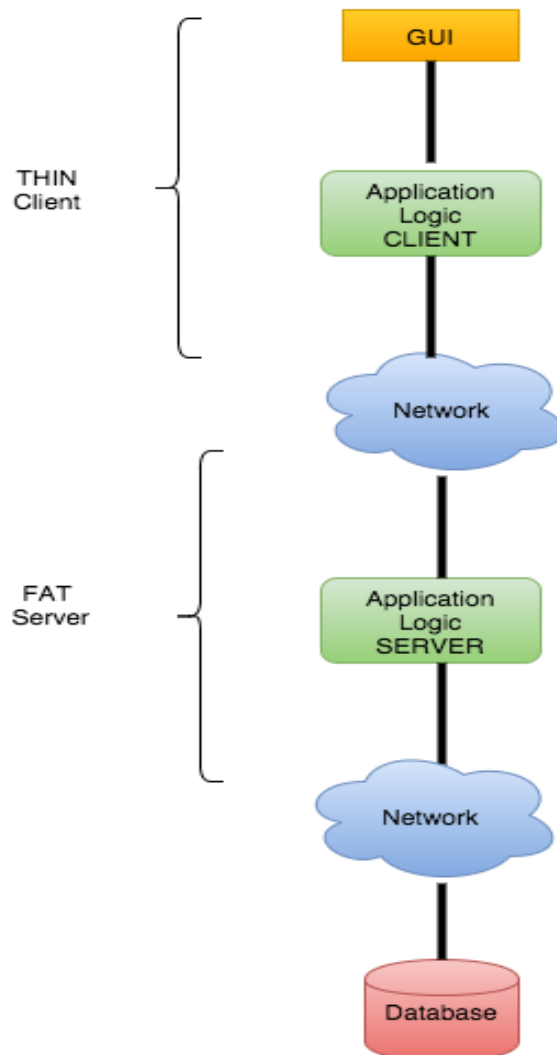 GUI
THIN
Client
Application
Logic
CLIENT
Network
FAT
Server
Application
Logic
SERVER
Network
Database